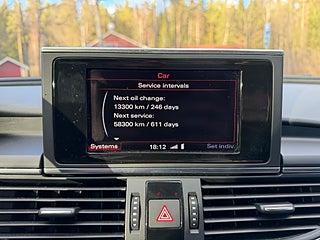 Car
Service intervals
Next oil change:
13300 km / 246 days
Next service:
58300 km / 611 days
Systems 18:12 Set indiv.